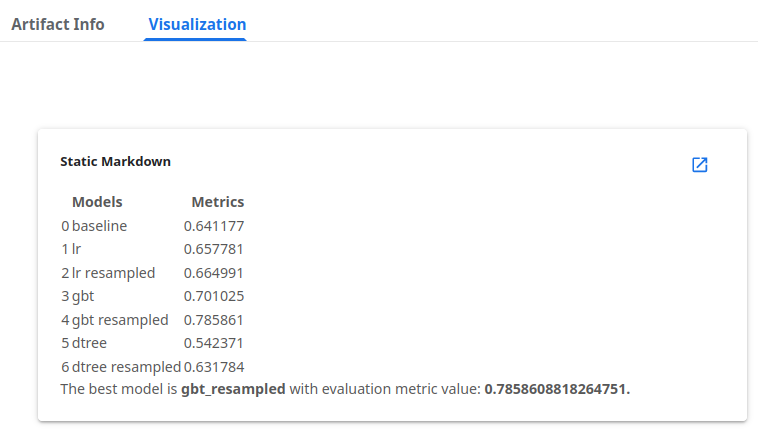 Artifact Info Visualization
Static Markdown
Models Metrics
0 baseline 0.641177
1 lr 0.657781
2 lr resampled 0.664991
3 gbt 0.701025
4 gbt resampled 0.785861
5 dtree 0.542371
6 dtree resampled 0.631784
The best model is gbt_resampled with evaluation metric value: 0.7858608818264751.